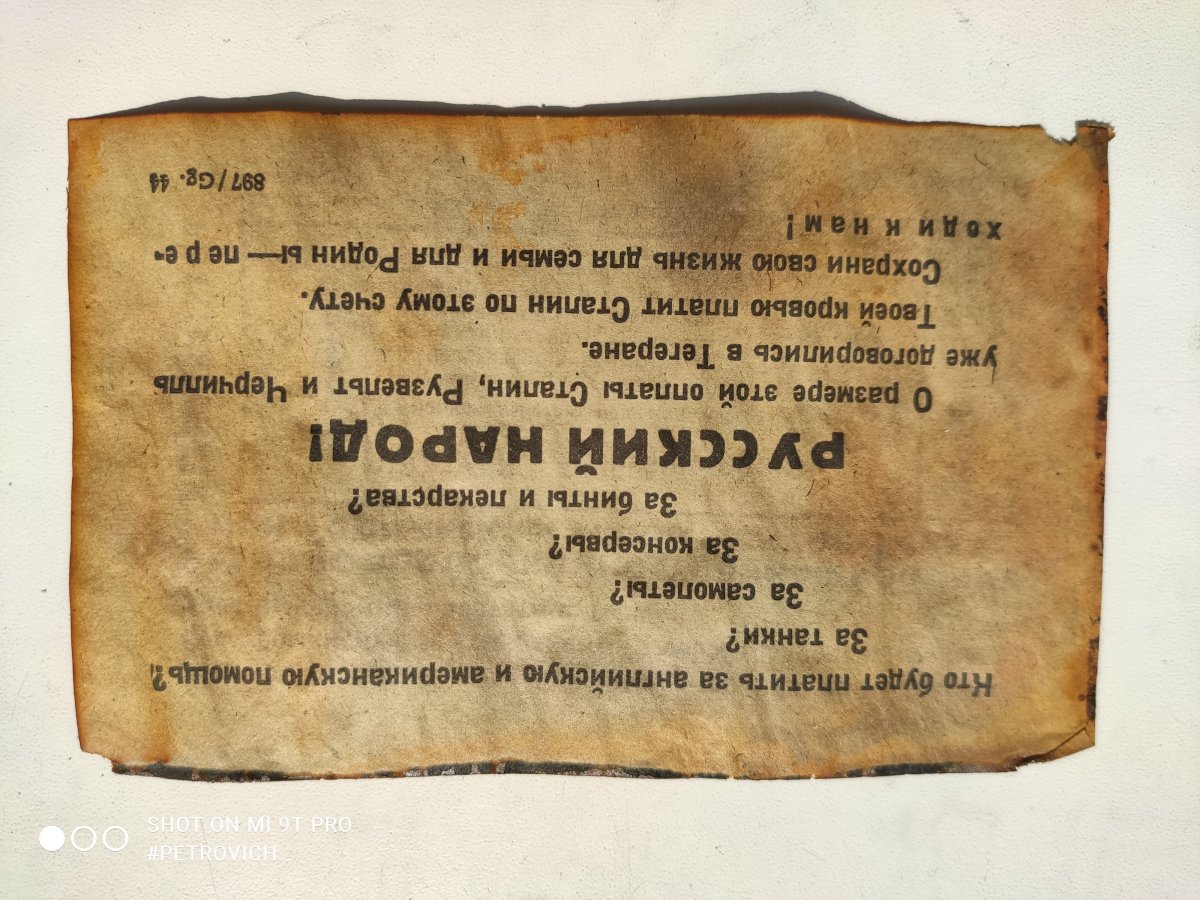 Кто будет платить за английскую и американскую помощь?
За танки?
За самолеты?
За консервы?
За бинты и лекарства?
РУССКИЙ НАРОД!
О размере этой оплаты Сталин, Рузвельт и Черчилль
уже договорились в Тегеране.
Твоей кровью платит Сталин по этому счету.
Сохрани свою жизнь для семьи и для Родины — пере-
ходи к нам!
897/Gg. 44
SHOT ON MI 9T PRO
#PETROVICH